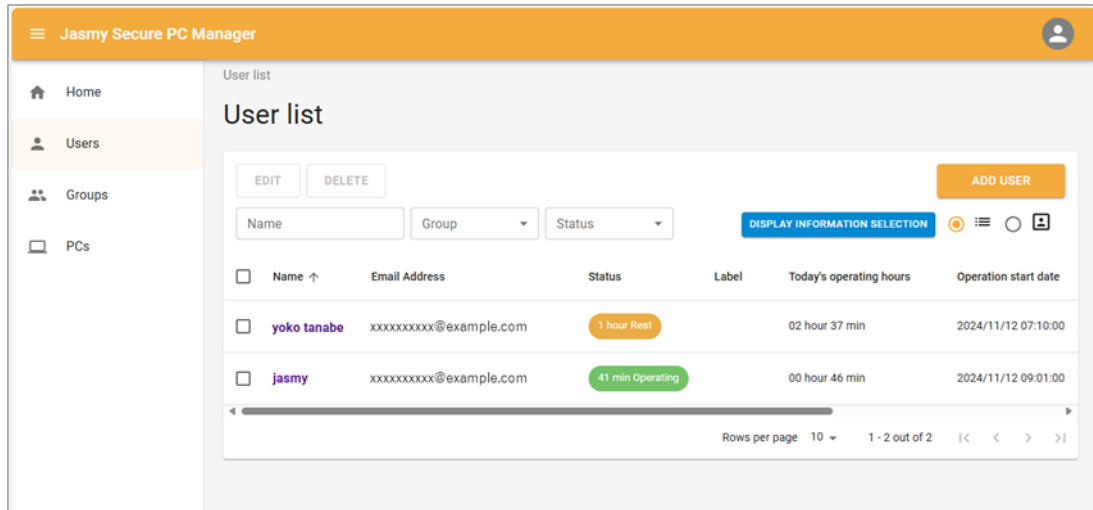 Jasmy Secure PC Manager
Home
Users
Groups
PCs
User list
User list
EDIT DELETE ADD USER
Name Group Status DISPLAY INFORMATION SELECTION
Name Email Address Status Label Today's operating hours Operation start date
yoko tanabe xxxxxxxxxx@example.com 1 hour Rest 02 hour 37 min 2024/11/12 07:10:00
jasmy xxxxxxxxxx@example.com 41 min Operating 00 hour 46 min 2024/11/12 09:01:00
Rows per page 10 1 - 2 out of 2